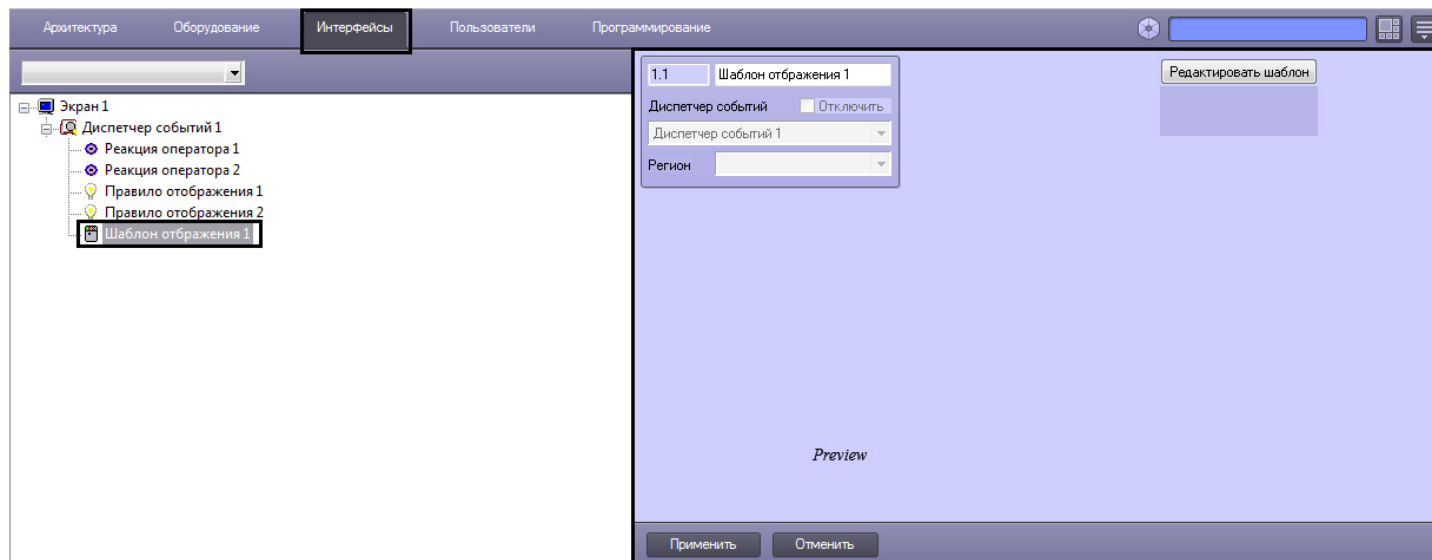 Архитектура Оборудование Интерфейсы Пользователи Программирование
Экран 1
Диспетчер событий 1
Реакция оператора 1
Реакция оператора 2
Правило отображения 1
Правило отображения 2
Шаблон отбражения 1
1.1 Шаблон отбражения 1
Диспетчер событий Отключить
Диспетчер событий 1
Регион
Редактировать шаблон
Preview
Применить Отменить